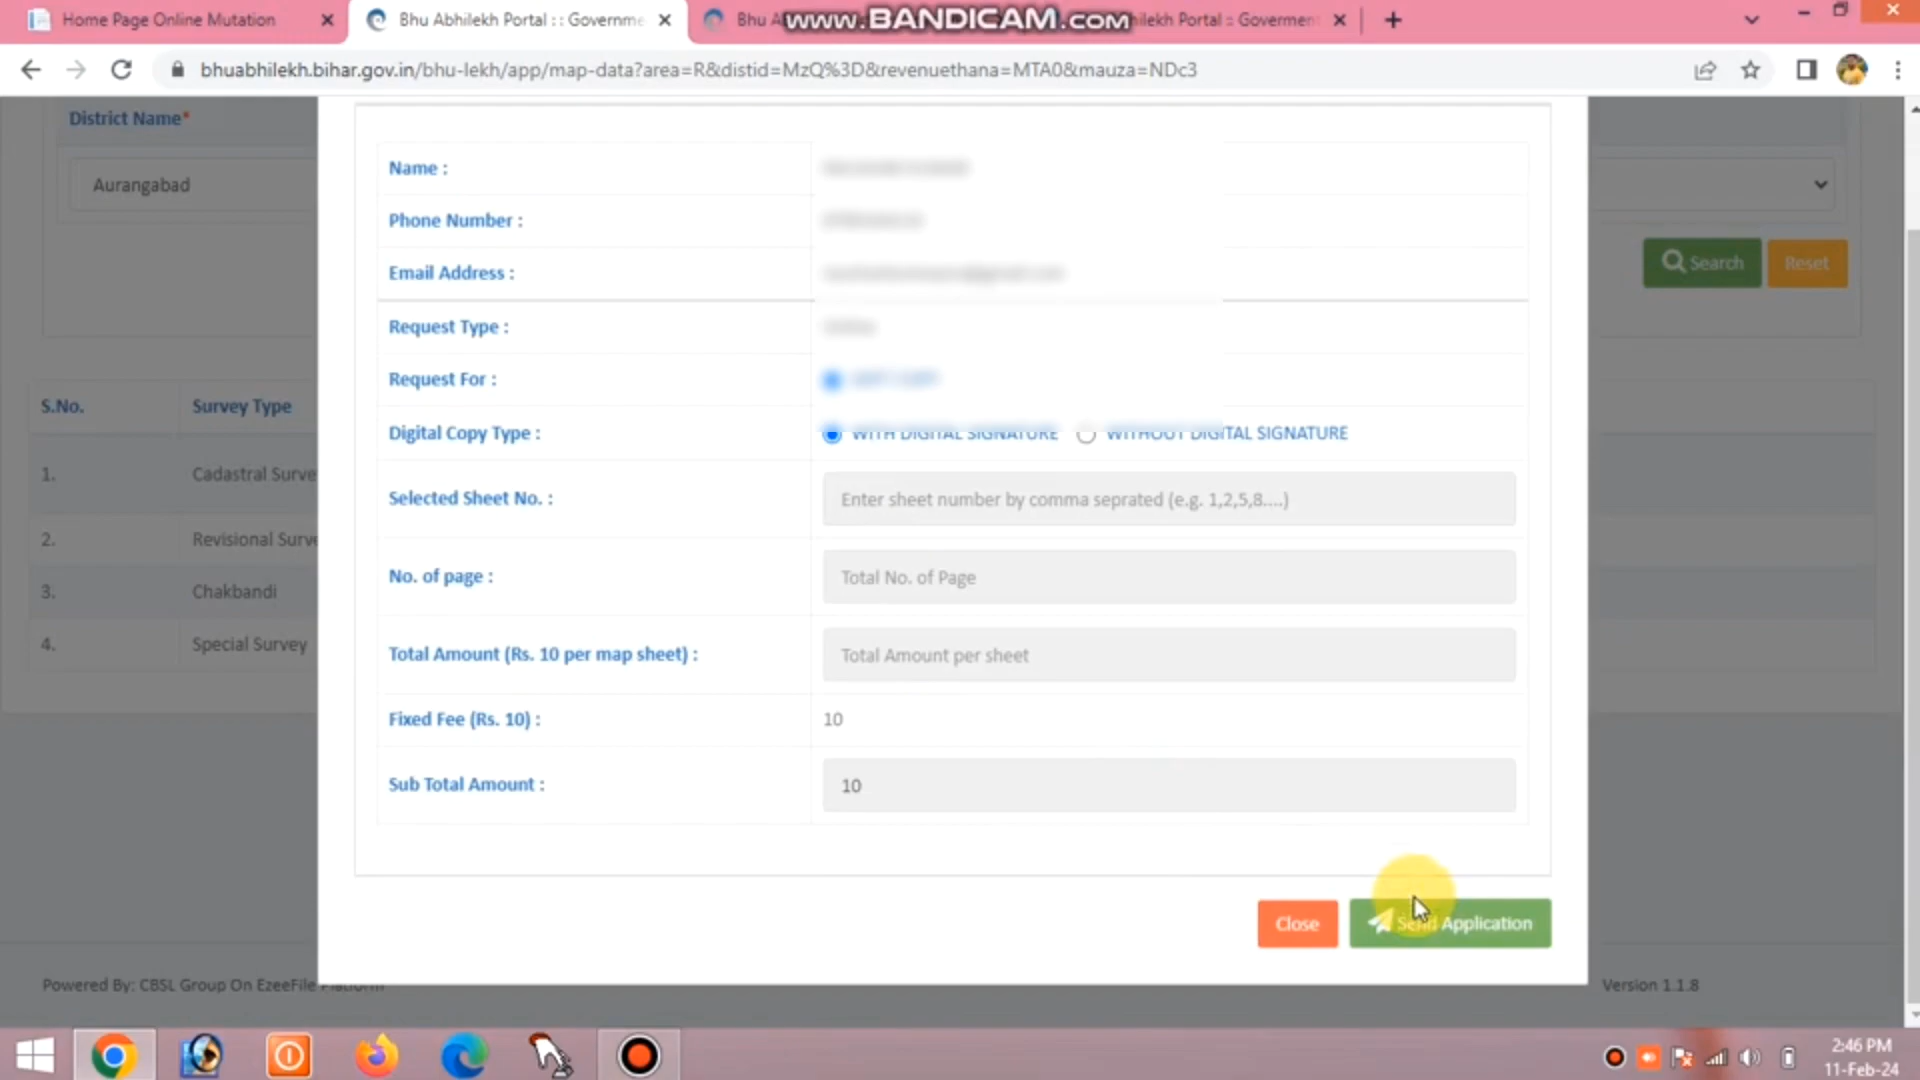 Home Page Online Mutation
Bhu Abhilekh Portal : : Governme
Bhu A
www.BANDICAM.com
ilekh Portal :: Goverment
bhuabhilekh.bihar.gov.in/bhu-lekh/app/map-data?area=R&distid=MzQ%3D&revenuethana=MTA0&mauza=NDc3
District Name*
Aurangabad
Search
Reset
Name :
Phone Number :
Email Address :
Request Type :
Request For :
Digital Copy Type :
WITH DIGITAL SIGNATURE
WITHOUT DIGITAL SIGNATURE
Selected Sheet No. :
Enter sheet number by comma seprated (e.g. 1,2,5,8....)
No. of page :
Total No. of Page
Total Amount (Rs. 10 per map sheet) :
Total Amount per sheet
Fixed Fee (Rs. 10) :
10
Sub Total Amount :
10
S.No.
Survey Type
1.
Cadastral Surve
2.
Revisional Surve
3.
Chakbandi
4.
Special Survey
Close
Send Application
Powered By: CBSL Group On EzeeFile Platform
Version 1.1.8
2:46 PM
11-Feb-24